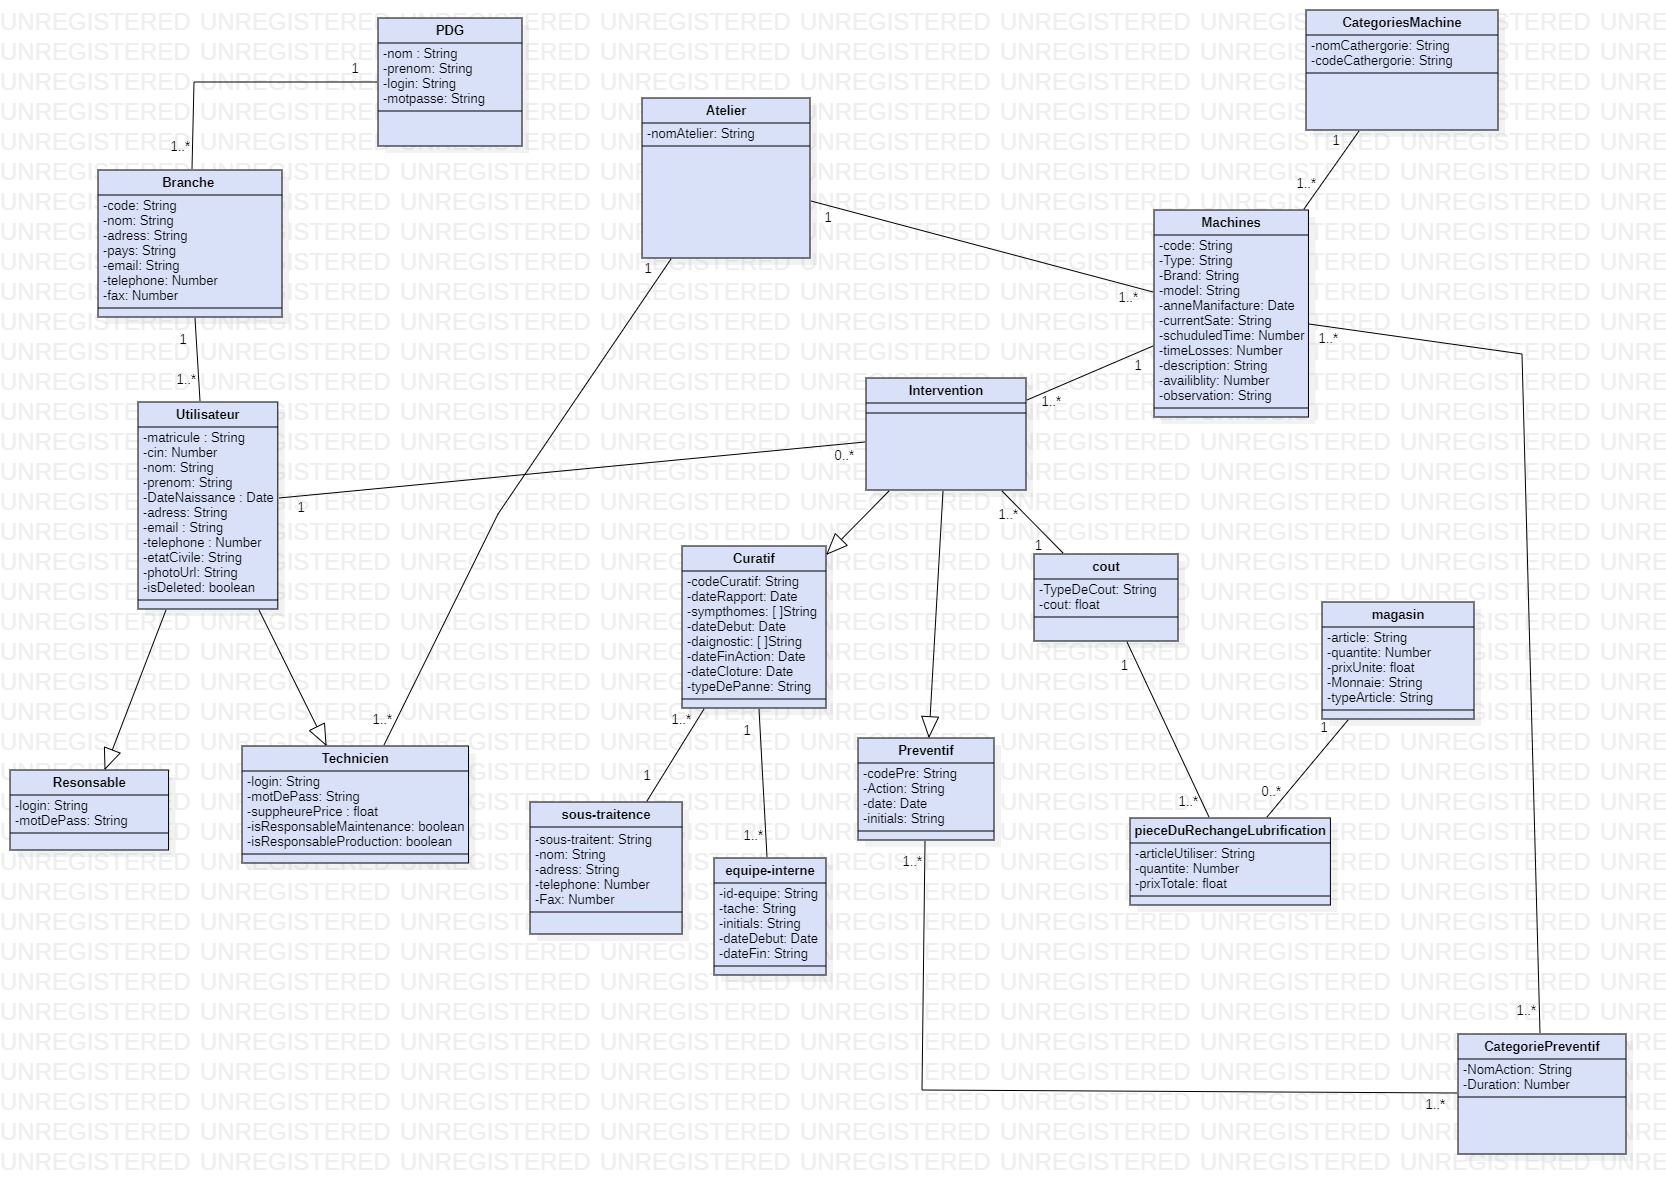 PDG
-nom : String
-prenom: String
-login: String
-motpasse: String
1
1..*
Branche
-code: String
-nom: String
-adress: String
-pays: String
-email: String
-telephone: Number
-fax: Number
1
1..*
Utilisateur
-matricule : String
-cin: Number
-nom: String
-prenom: String
-DateNaissance : Date
-adress: String
-email : String
-telephone : Number
-etatCivile: String
-photoUrl: String
-isDeleted: boolean
1
0..*
Resonsable
-login: String
-motDePass: String
Technicien
-login: String
-motDePass: String
-suppheurePrice : float
-isResponsableMaintenance: boolean
-isResponsableProduction: boolean
1..*
1
Atelier
-nomAtelier: String
1
1..*
CategoriesMachine
-nomCathergorie: String
-codeCathergorie: String
1
1..*
Machines
-code: String
-Type: String
-Brand: String
-model: String
-anneManifacture: Date
-currentSate: String
-schuduledTime: Number
-timeLosses: Number
-description: String
-availiblity: Number
-observation: String
1
1..*
1..*
Intervention
1..*
1
Curatif
-codeCuratif: String
-dateRapport: Date
-sympthomes: [ ]String
-dateDebut: Date
-daignostic: [ ]String
-dateFinAction: Date
-dateCloture: Date
-typeDePanne: String
1..*
1
1
1..*
sous-traitence
-sous-traitent: String
-nom: String
-adress: String
-telephone: Number
-Fax: Number
equipe-interne
-id-equipe: String
-tache: String
-initials: String
-dateDebut: Date
-dateFin: String
Preventif
-codePre: String
-Action: String
-date: Date
-initials: String
1..*
cout
-TypeDeCout: String
-cout: float
1
1..*
magasin
-article: String
-quantite: Number
-prixUnite: float
-Monnaie: String
-typeArticle: String
1
0..*
pieceDuRechangeLubrification
-articleUtiliser: String
-quantite: Number
-prixTotale: float
1..*
CategoriePreventif
-NomAction: String
-Duration: Number
1..*
UNREGISTERED